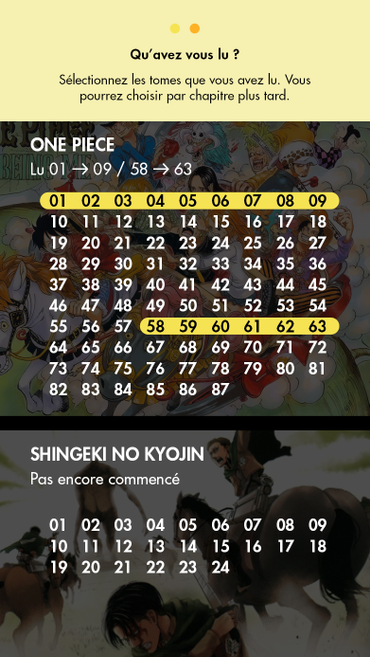 Qu'avez vous lu ?
Sélectionnez les tomes que vous avez lu. Vous
pourrez choisir par chapitre plus tard.
ONE PIECE
Lu 01 → 09 / 58 → 63
01 02 03 04 05 06 07 08 09
10 11 12 13 14 15 16 17 18
19 20 21 22 23 24 25 26 27
28 29 30 31 32 33 34 35 36
37 38 39 40 41 42 43 44 45
46 47 48 49 50 51 52 53 54
55 56 57 58 59 60 61 62 63
64 65 66 67 68 69 70 71 72
73 74 75 76 77 78 79 80 81
82 83 84 85 86 87
SHINGEKI NO KYOJIN
Pas encore commencé
01 02 03 04 05 06 07 08 09
10 11 12 13 14 15 16 17 18
19 20 21 22 23 24